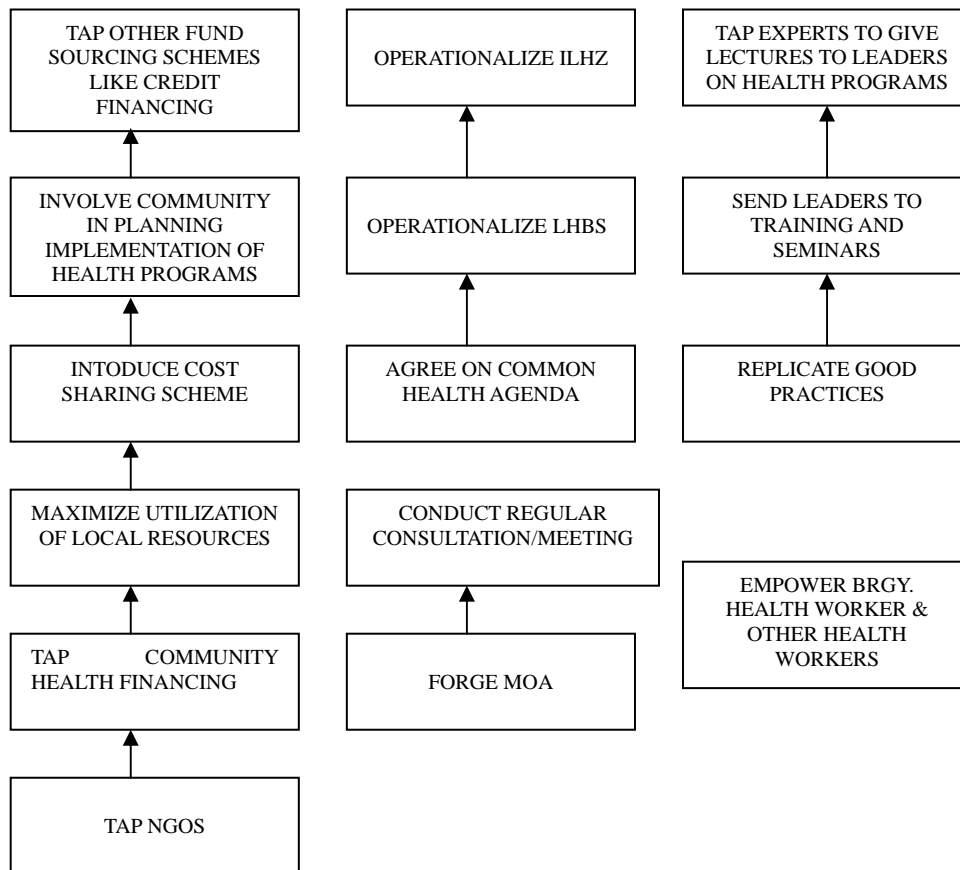 TAP OTHER FUND
SOURCING SCHEMES
LIKE CREDIT
FINANCING
INVOLVE COMMUNITY
IN PLANNING
IMPLEMENTATION OF
HEALTH PROGRAMS
INTODUCE COST
SHARING SCHEME
MAXIMIZE UTILIZATION
OF LOCAL RESOURCES
TAP COMMUNITY
HEALTH FINANCING
TAP NGOS
OPERATIONALIZE ILHZ
OPERATIONALIZE LHBS
AGREE ON COMMON
HEALTH AGENDA
CONDUCT REGULAR
CONSULTATION/MEETING
FORGE MOA
TAP EXPERTS TO GIVE
LECTURES TO LEADERS
ON HEALTH PROGRAMS
SEND LEADERS TO
TRAINING AND
SEMINARS
REPLICATE GOOD
PRACTICES
EMPOWER BRGY.
HEALTH WORKER &
OTHER HEALTH
WORKERS